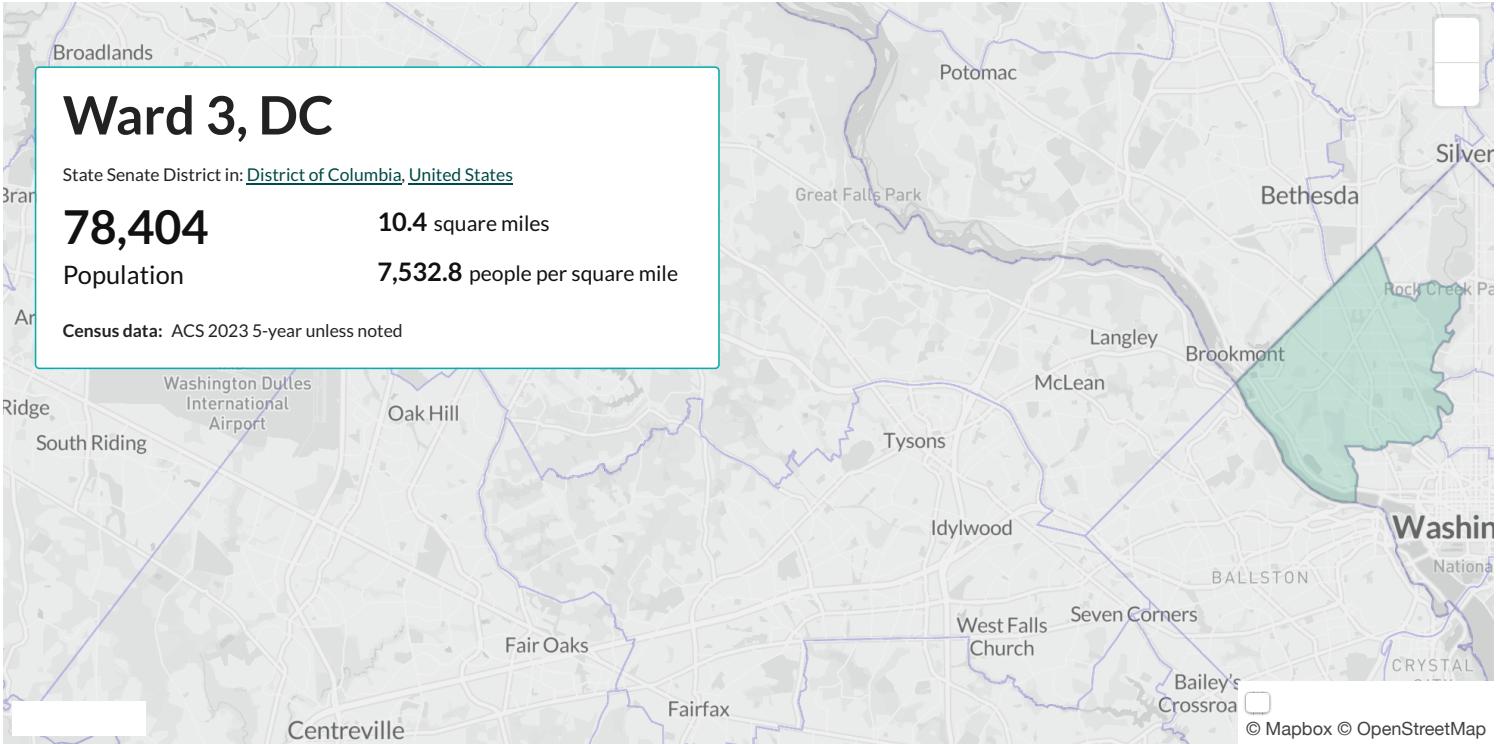 Broadlands
Potomac
Ward 3, DC
Silver
State Senate District in: District of Columbia, United States
Great Falls Park
Bethesda
78,404
10.4 square miles
Population
7,532.8 people per square mile
Rock Creek Pa
Census data: ACS 2023 5-year unless noted
Ar
Langley
Brookmont
McLean
Washington Dulles
International
Airport
Ridge
Oak Hill
South Riding
Tysons
Washin
Idylwood
Nationa
BALLSTON
Seven Corners
West Falls
Church
Fair Oaks
CRYSTAL
Bailey's
Crossroa
Fairfax
Centreville
© Mapbox © OpenStreetMap